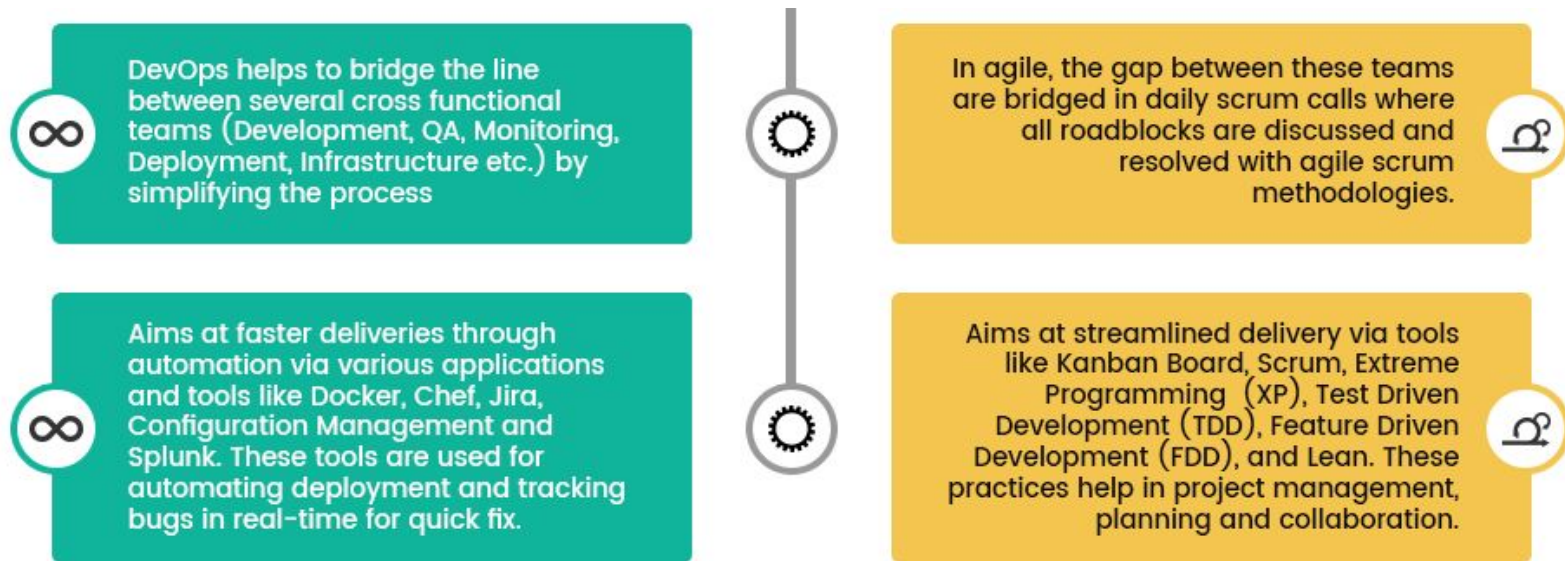 DevOps helps to bridge the line
between several cross functional
teams (Development, QA, Monitoring,
Deployment, Infrastructure etc.) by
simplifying the process
In agile, the gap between these teams
are bridged in daily scrum calls where
all roadblocks are discussed and
resolved with agile scrum
methodologies.
Aims at faster deliveries through
automation via various applications
and tools like Docker, Chef, Jira,
Configuration Management and
Splunk. These tools are used for
automating deployment and tracking
bugs in real-time for quick fix.
Aims at streamlined delivery via tools
like Kanban Board, Scrum, Extreme
Programming (XP), Test Driven
Development (TDD), Feature Driven
Development (FDD), and Lean. These
practices help in project management,
planning and collaboration.